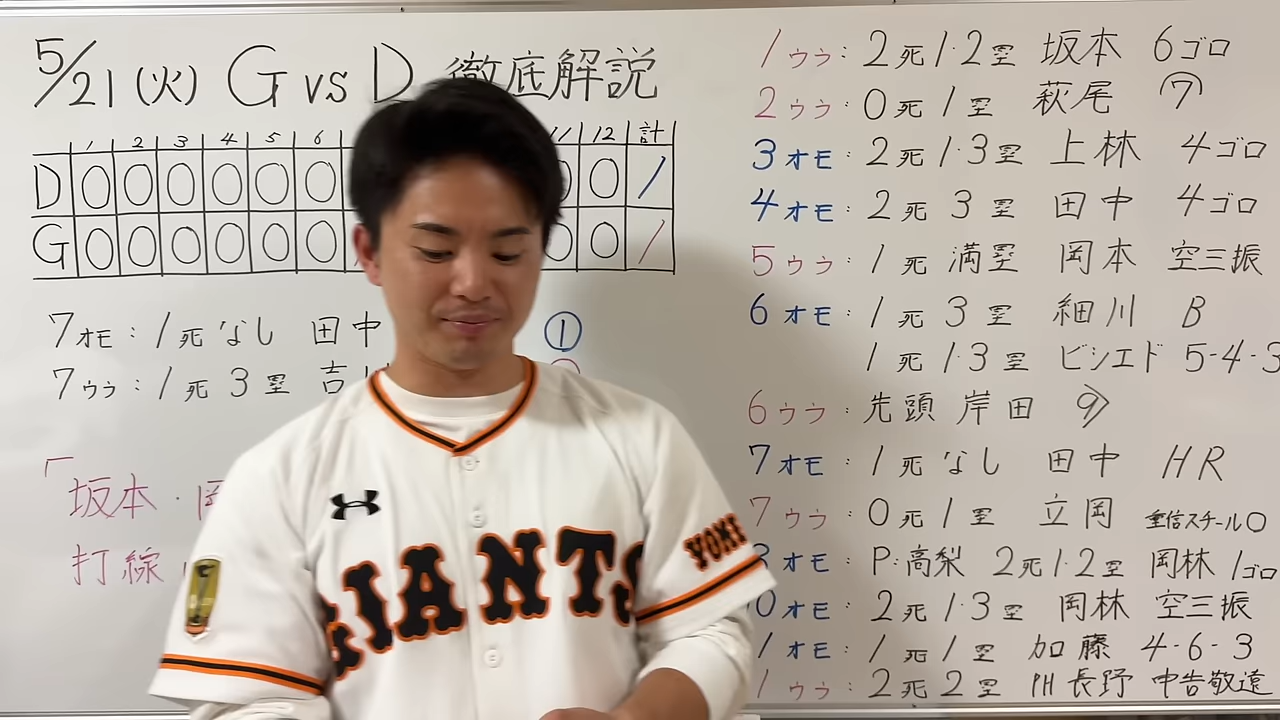 5/21(火) G vs D 徹底解説
1 2 3 4 5 6 11 12 計
D 0 0 0 0 0 0 0 1
G 0 0 0 0 0 0 0 1
7オモ:1死なし 田中 ①
7ウラ:1死3塁
「坂本・
打線
GIANTS
YOMI
1ウラ:2死1・2塁 坂本 6ゴロ
2ウラ:0死1塁 萩尾 ⑦
3オモ:2死1・3塁 上林 4ゴロ
4オモ:2死3塁 田中 4ゴロ
5ウラ:1死満塁 岡本 空三振
6オモ:1死3塁 細川 B
1死1・3塁 ビシエド 5-4-3
6ウラ:先頭 岸田 9>
7オモ:1死なし 田中 HR
7ウラ:0死1塁 立岡 重信スチール○
オモ:P:高梨 2死1・2塁 岡林 1ゴロ
0オモ:2死1・3塁 岡林 空三振
1オモ:1死1塁 加藤 4-6-3
1ウラ:2死2塁 PH長野 申告敬遠